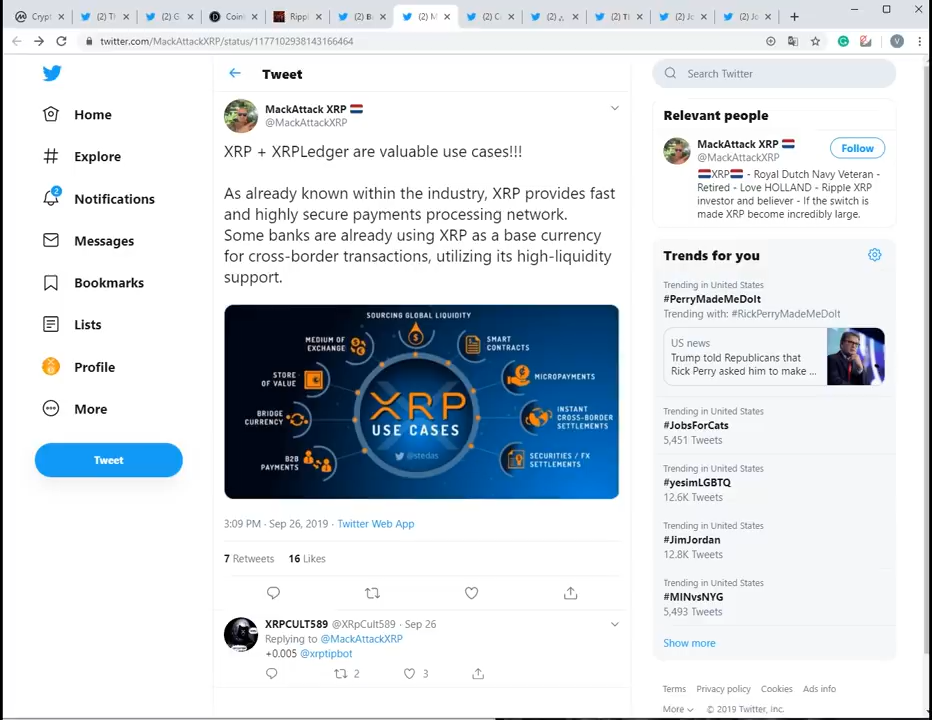 Crypt
(2) Tl
(2) G
Coin
Rippl
(2) B
(2) M
(2) C
(2)
(2) Tl
(2) Jo
(2) Jo
twitter.com/MackAttackXRP/status/1177102938143166464
V
Home
Explore
2
Notifications
Messages
Bookmarks
Lists
Profile
More
Tweet
Tweet
MackAttack XRP
@MackAttackXRP
XRP + XRPLedger are valuable use cases!!!
As already known within the industry, XRP provides fast
and highly secure payments processing network.
Some banks are already using XRP as a base currency
for cross-border transactions, utilizing its high-liquidity
support.
SOURCING GLOBAL LIQUIDITY
MEDIUM OF
EXCHANGE
SMART
CONTRACTS
STORE
OF VALUE
MICROPAYMENTS
BRIDGE
CURRENCY
XRP
USE CASES
INSTANT
CROSS-BORDER
SETTLEMENTS
@stedas
B2B
PAYMENTS
SECURITIES / FX
SETTLEMENTS
3:09 PM · Sep 26, 2019 · Twitter Web App
7 Retweets 16 Likes
XRPCULT589 @XRpCult589 · Sep 26
Replying to @MackAttackXRP
+0.005 @xrptipbot
2
3
Search Twitter
Relevant people
MackAttack XRP
@MackAttackXRP
Follow
XRP - Royal Dutch Navy Veteran -
Retired - Love HOLLAND - Ripple XRP
investor and believer - If the switch is
made XRP become incredibly large.
Trends for you
Trending in United States
#PerryMadeMeDoIt
Trending with: #RickPerryMadeMeDoIt
US news
Trump told Republicans that
Rick Perry asked him to make ...
Trending in United States
#JobsForCats
5,451 Tweets
Trending in United States
#yesimLGBTQ
12.6K Tweets
Trending in United States
#JimJordan
12.8K Tweets
Trending in United States
#MINvsNYG
5,493 Tweets
Show more
Terms Privacy policy Cookies Ads info
More © 2019 Twitter, Inc.